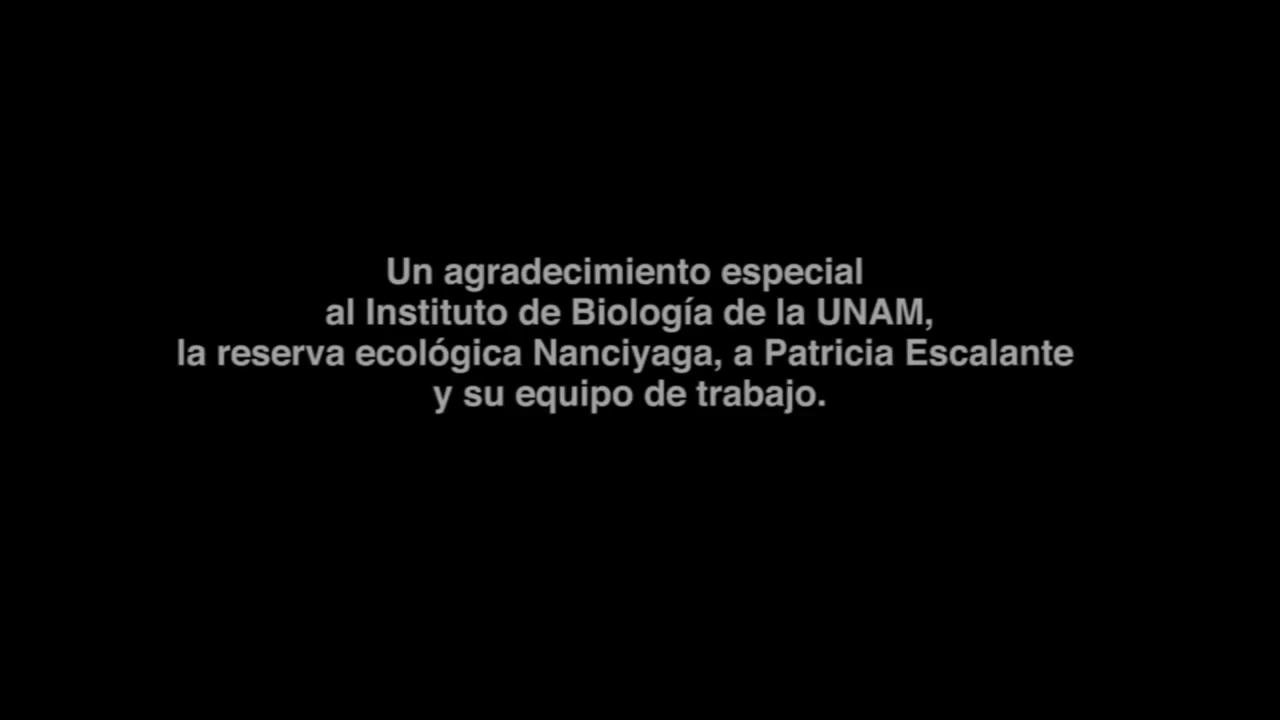 Un agradecimiento especial
al Instituto de Biología de la UNAM,
la reserva ecológica Nanciyaga, a Patricia Escalante
y su equipo de trabajo.